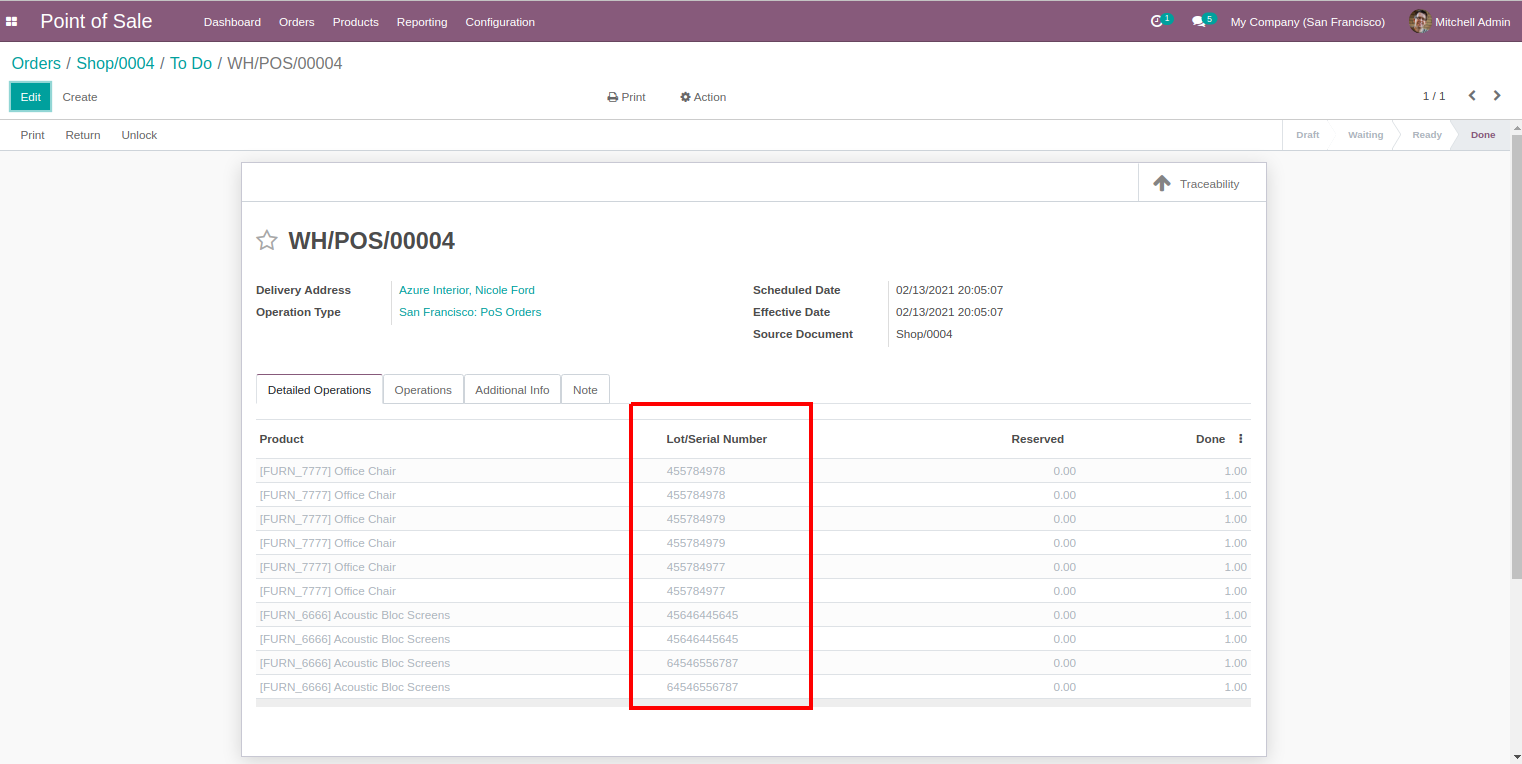 Point of Sale Dashboard Orders Products Reporting Configuration 1 5 My Company (San Francisco) Mitchell Admin
Orders / Shop/0004 / To Do / WH/POS/00004
Edit Create Print Action 1 / 1
Print Return Unlock Draft Waiting Ready Done
Traceability
WH/POS/00004
Delivery Address Azure Interior, Nicole Ford Scheduled Date 02/13/2021 20:05:07
Operation Type San Francisco: PoS Orders Effective Date 02/13/2021 20:05:07
Source Document Shop/0004
Detailed Operations Operations Additional Info Note
Product Lot/Serial Number Reserved Done
[FURN_7777] Office Chair 455784978 0.00 1.00
[FURN_7777] Office Chair 455784978 0.00 1.00
[FURN_7777] Office Chair 455784979 0.00 1.00
[FURN_7777] Office Chair 455784979 0.00 1.00
[FURN_7777] Office Chair 455784977 0.00 1.00
[FURN_7777] Office Chair 455784977 0.00 1.00
[FURN_6666] Acoustic Bloc Screens 45646445645 0.00 1.00
[FURN_6666] Acoustic Bloc Screens 45646445645 0.00 1.00
[FURN_6666] Acoustic Bloc Screens 64546556787 0.00 1.00
[FURN_6666] Acoustic Bloc Screens 64546556787 0.00 1.00